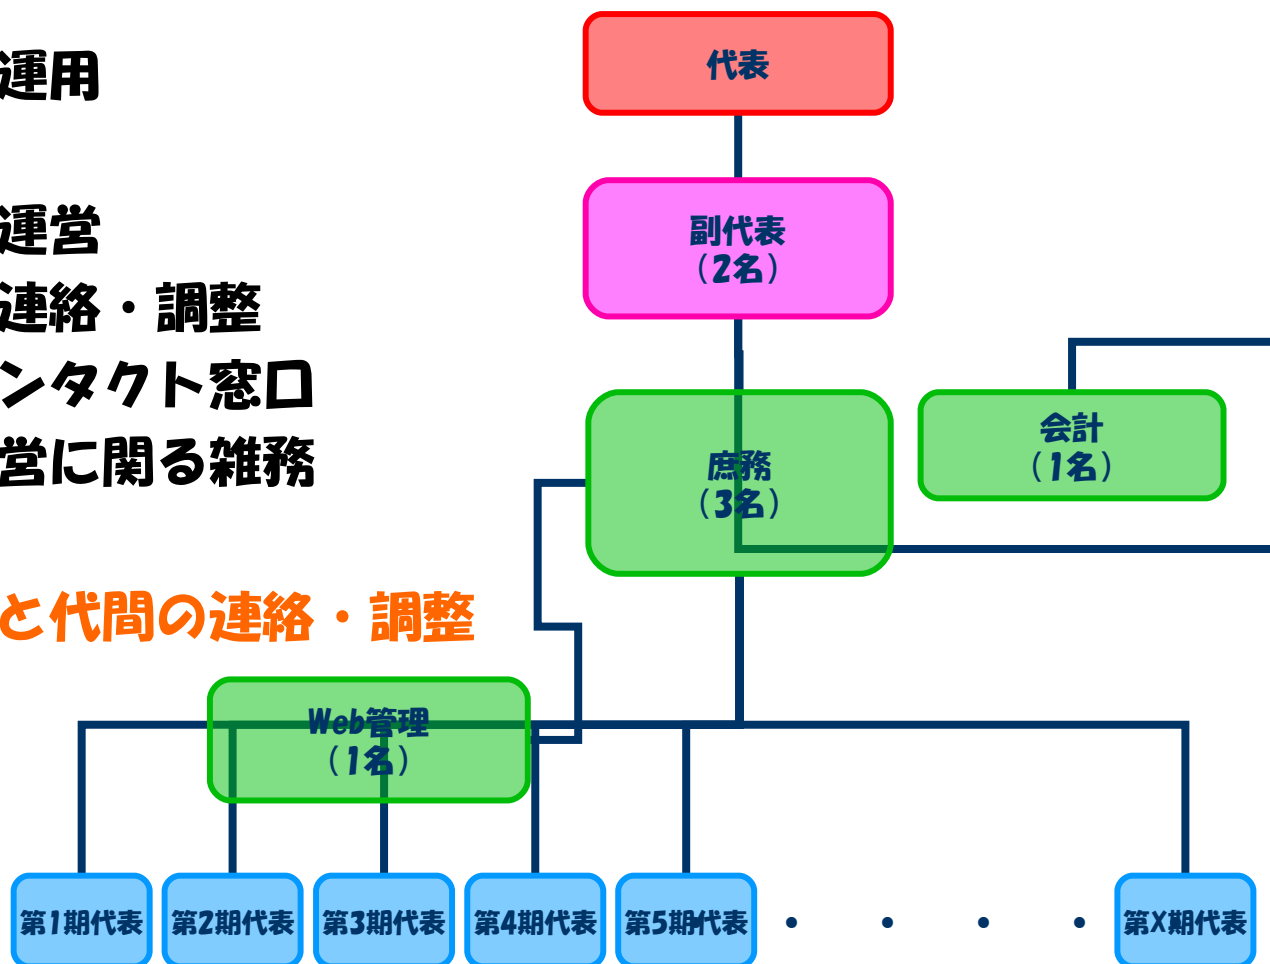 運用
運営
連絡・調整
ンタクト窓口
営に関る雑務
と代間の連絡・調整
代表
副代表
（2名）
庶務
（3名）
会計
（1名）
Web管理
（1名）
第1期代表
第2期代表
第3期代表
第4期代表
第5期代表
・・・・・
第X期代表